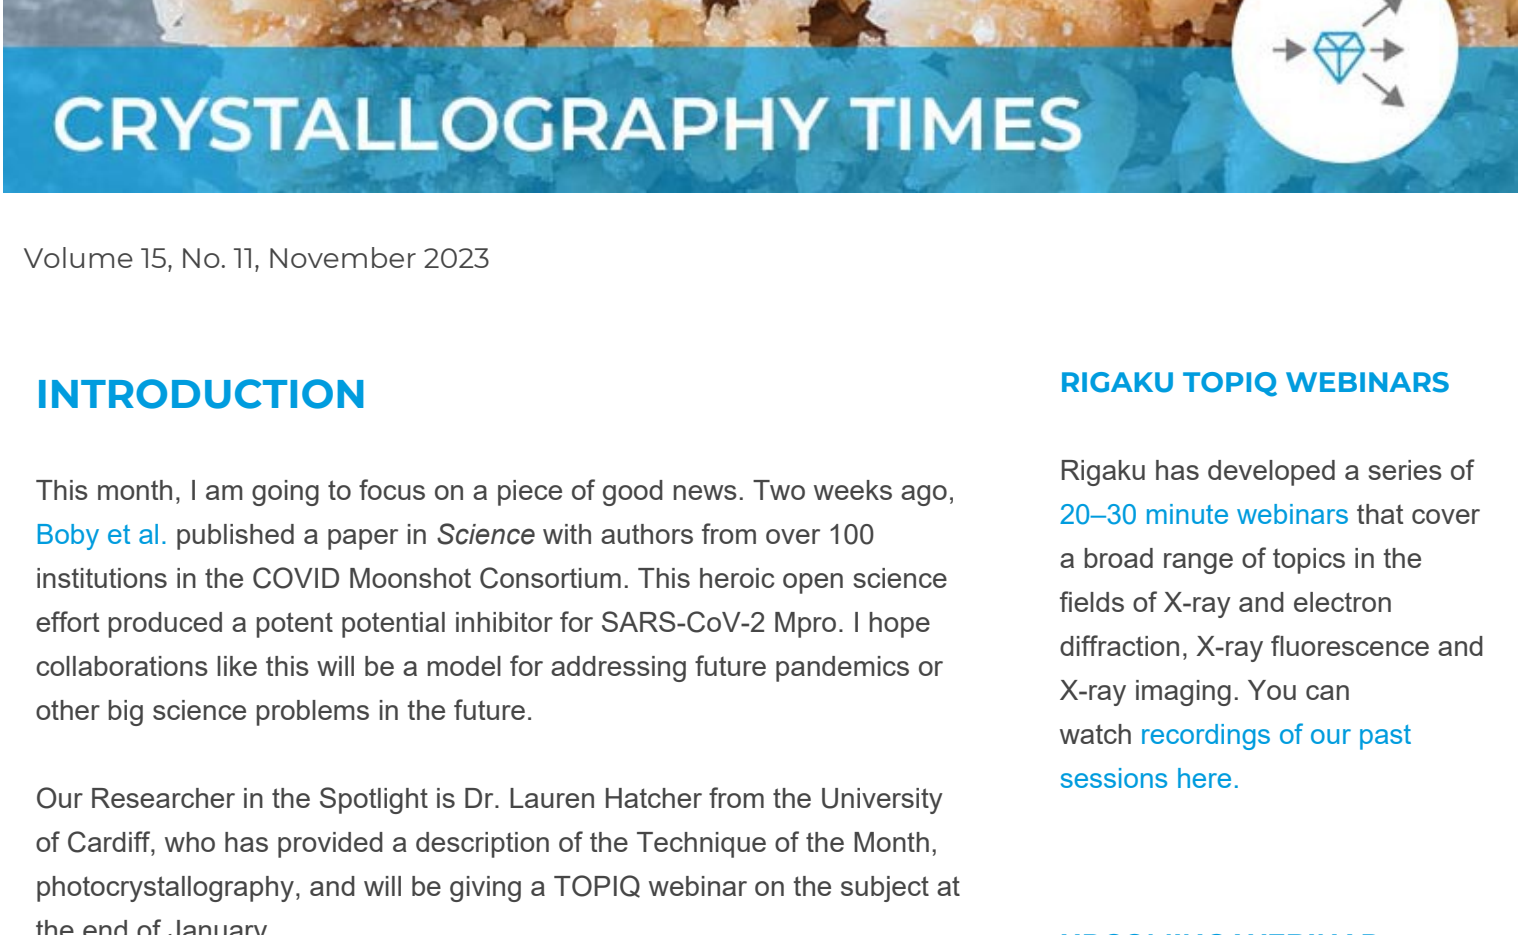 CRYSTALLOGRAPHY TIMES
Volume 15, No. 11, November 2023
INTRODUCTION
This month, I am going to focus on a piece of good news. Two weeks ago,
Boby et al. published a paper in Science with authors from over 100
institutions in the COVID Moonshot Consortium. This heroic open science
effort produced a potent potential inhibitor for SARS-CoV-2 Mpro. I hope
collaborations like this will be a model for addressing future pandemics or
other big science problems in the future.
Our Researcher in the Spotlight is Dr. Lauren Hatcher from the University
of Cardiff, who has provided a description of the Technique of the Month,
photocrystallography, and will be giving a TOPIQ webinar on the subject at
the end of January
RIGAKU TOPIQ WEBINARS
Rigaku has developed a series of
20–30 minute webinars that cover
a broad range of topics in the
fields of X-ray and electron
diffraction, X-ray fluorescence and
X-ray imaging. You can
watch recordings of our past
sessions here.